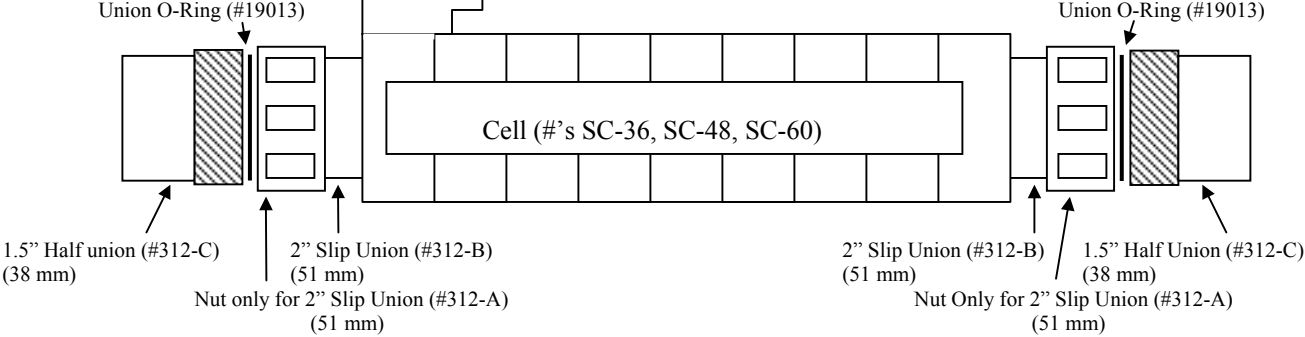 Union O-Ring (#19013)
Union O-Ring (#19013)
Cell (#’s SC-36, SC-48, SC-60)
1.5” Half union (#312-C)
(38 mm)
2” Slip Union (#312-B)
(51 mm)
Nut only for 2” Slip Union (#312-A)
(51 mm)
2” Slip Union (#312-B)
(51 mm)
1.5” Half Union (#312-C)
(38 mm)
Nut Only for 2” Slip Union (#312-A)
(51 mm)